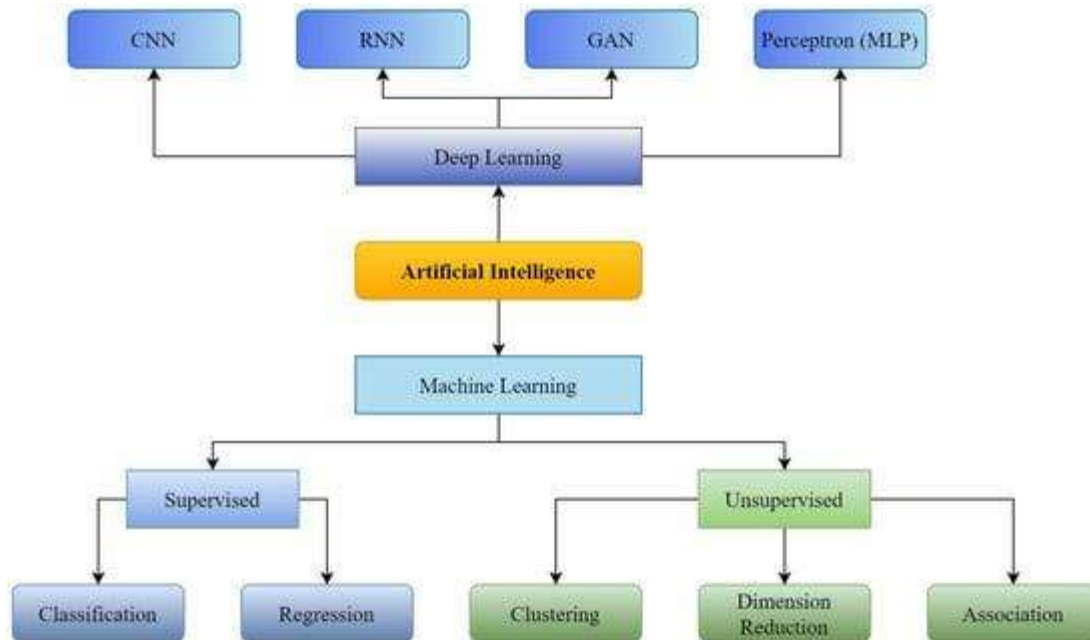 CNN
RNN
GAN
Perceptron (MLP)
Deep Learning
Artificial Intelligence
Machine Learning
Supervised
Unsupervised
Classification
Regression
Clustering
Dimension
Reduction
Association